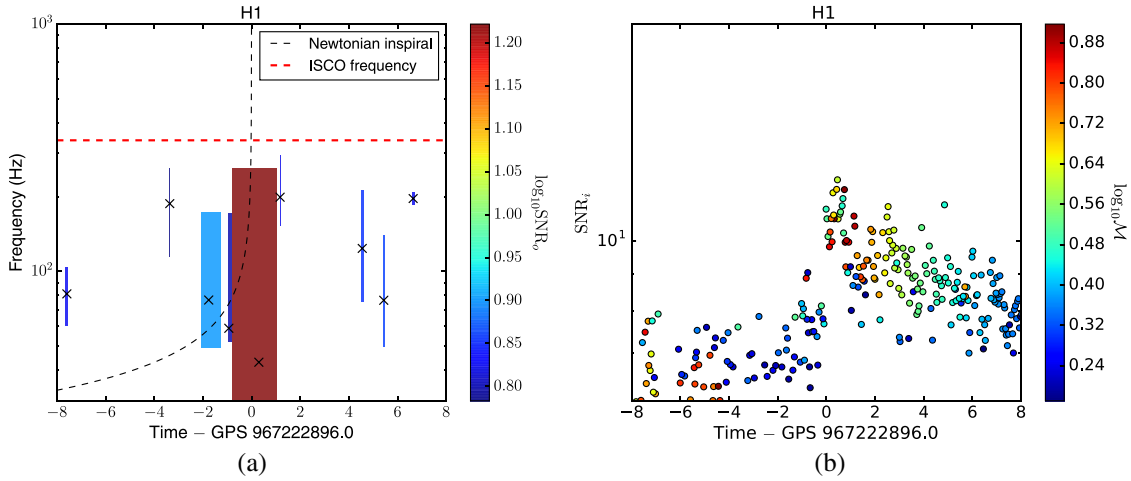 H1
10³
Frequency (Hz)
10²
Newtonian inspiral
ISCO frequency
−8 −6 −4 −2 0 2 4 6 8
Time − GPS 967222896.0
1.20
1.15
1.10
1.05
1.00
0.95
0.90
0.85
0.80
log₁₀SNRₒ
(a)
H1
SNRᵢ
10¹
−8 −6 −4 −2 0 2 4 6 8
Time − GPS 967222896.0
0.88
0.80
0.72
0.64
0.56
0.48
0.40
0.32
0.24
log₁₀ℳ
(b)